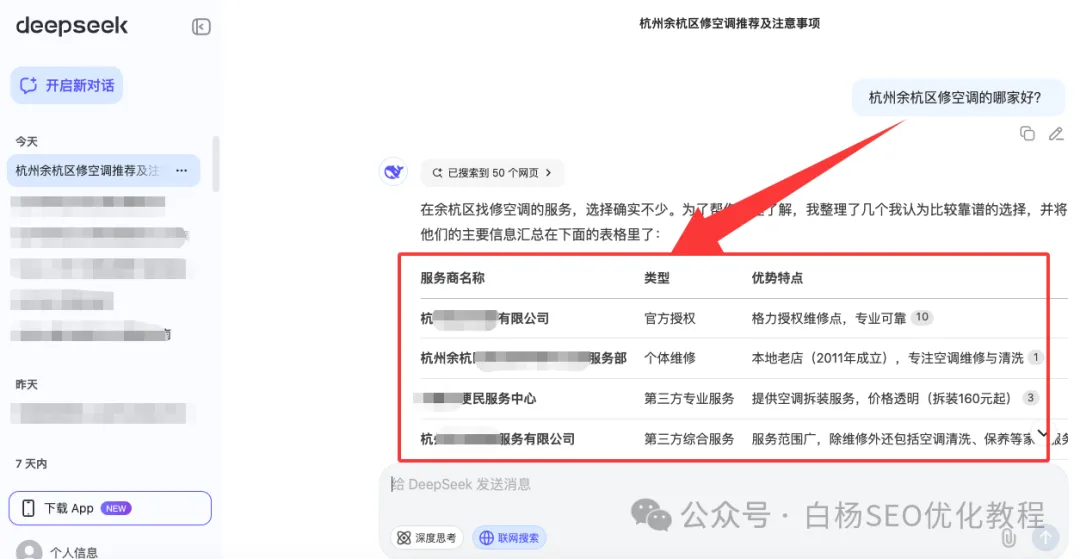 deepseek
杭州余杭区修空调推荐及注意事项
开启新对话
今天
杭州余杭区修空调推荐及注
昨天
7 天内
下载 App NEW
个人信息
杭州余杭区修空调的哪家好?
已搜索到 50 个网页
在余杭区找修空调的服务，选择确实不少。为了帮你 了解，我整理了几个我认为比较靠谱的选择，并将
他们的主要信息汇总在下面的表格里了：
服务商名称 类型 优势特点
杭 有限公司 官方授权 格力授权维修点，专业可靠 10
杭州余杭 服务部 个体维修 本地老店（2011年成立），专注空调维修与清洗 1
便民服务中心 第三方专业服务 提供空调拆装服务，价格透明（拆装160元起） 3
杭 服务有限公司 第三方综合服务 服务范围广，除维修外还包括空调清洗、保养等家 服务
给 DeepSeek 发送消息
深度思考 联网搜索
公众号 · 白杨SEO优化教程